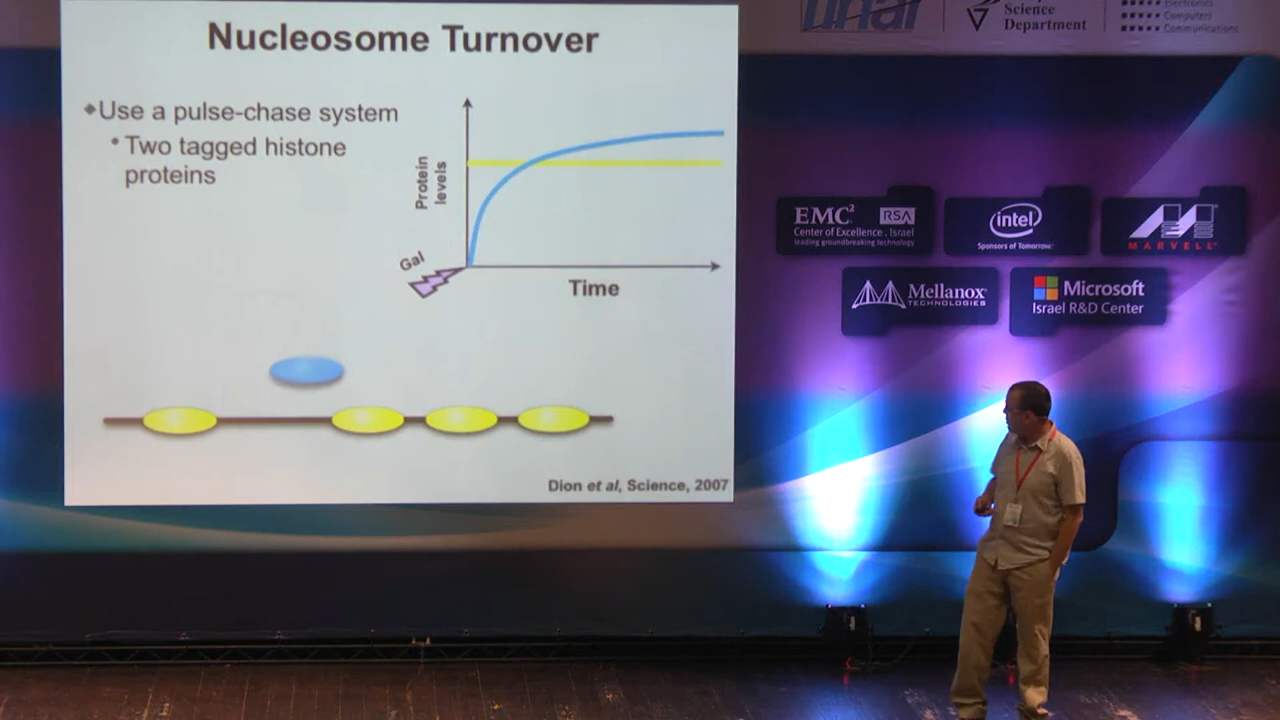 Nucleosome Turnover
Use a pulse-chase system
Two tagged histone
proteins
Protein
levels
Gal
Time
Dion et al, Science, 2007
Science
Department
Electronics
Computers
Communications
EMC² RSA
Center of Excellence . Israel
leading groundbreaking technology
intel
Sponsors of Tomorrow.™
MARVELL®
Mellanox
TECHNOLOGIES
Microsoft
Israel R&D Center